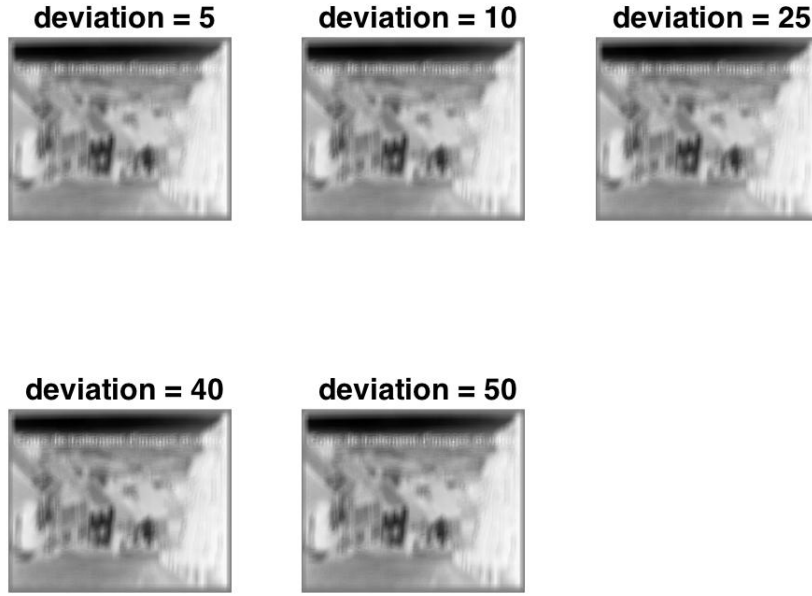 deviation = 5
deviation = 10
deviation = 25
deviation = 40
deviation = 50